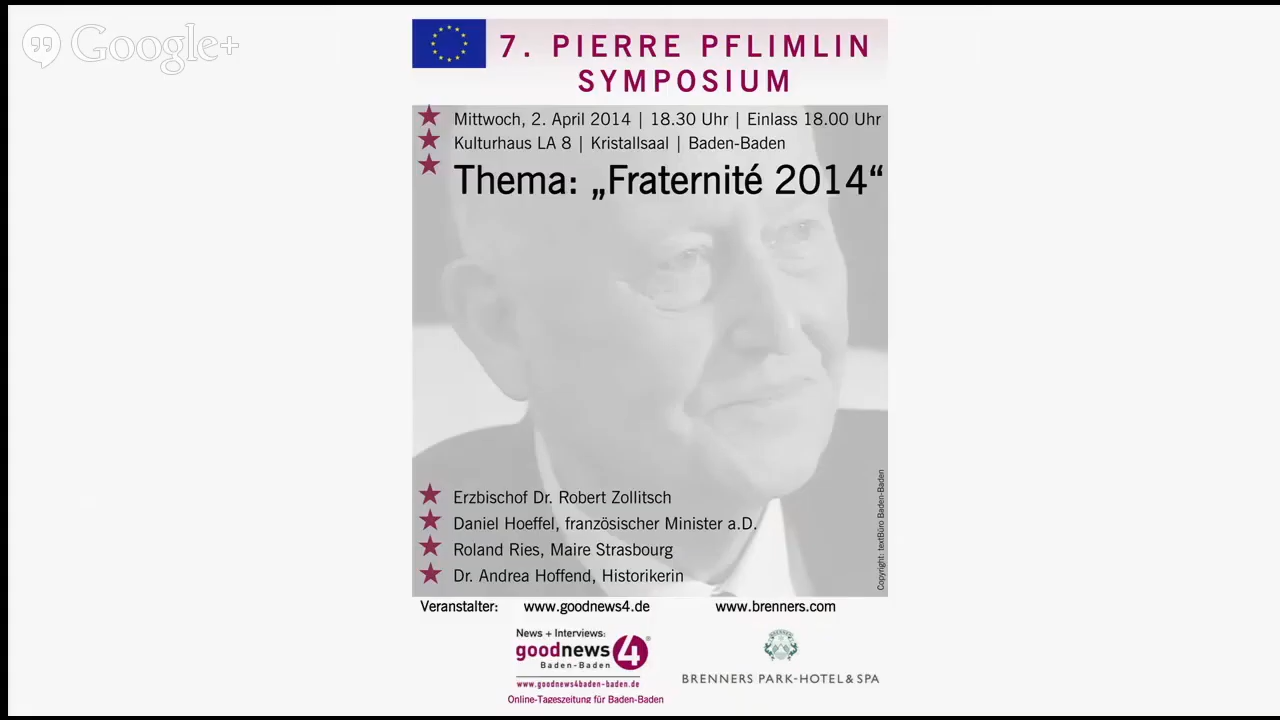 Google+
7. PIERRE PFLIMLIN
SYMPOSIUM
Mittwoch, 2. April 2014 | 18.30 Uhr | Einlass 18.00 Uhr
Kulturhaus LA 8 | Kristallsaal | Baden-Baden
Thema: „Fraternité 2014“
Erzbischof Dr. Robert Zollitsch
Daniel Hoeffel, französischer Minister a.D.
Roland Ries, Maire Strasbourg
Dr. Andrea Hoffend, Historikerin
Copyright: textBüro Baden-Baden
Veranstalter: www.goodnews4.de www.brenners.com
News + Interviews:
goodnews4®
Baden-Baden
www.goodnews4baden-baden.de
Online-Tageszeitung für Baden-Baden
BRENNERS PARK-HOTEL & SPA